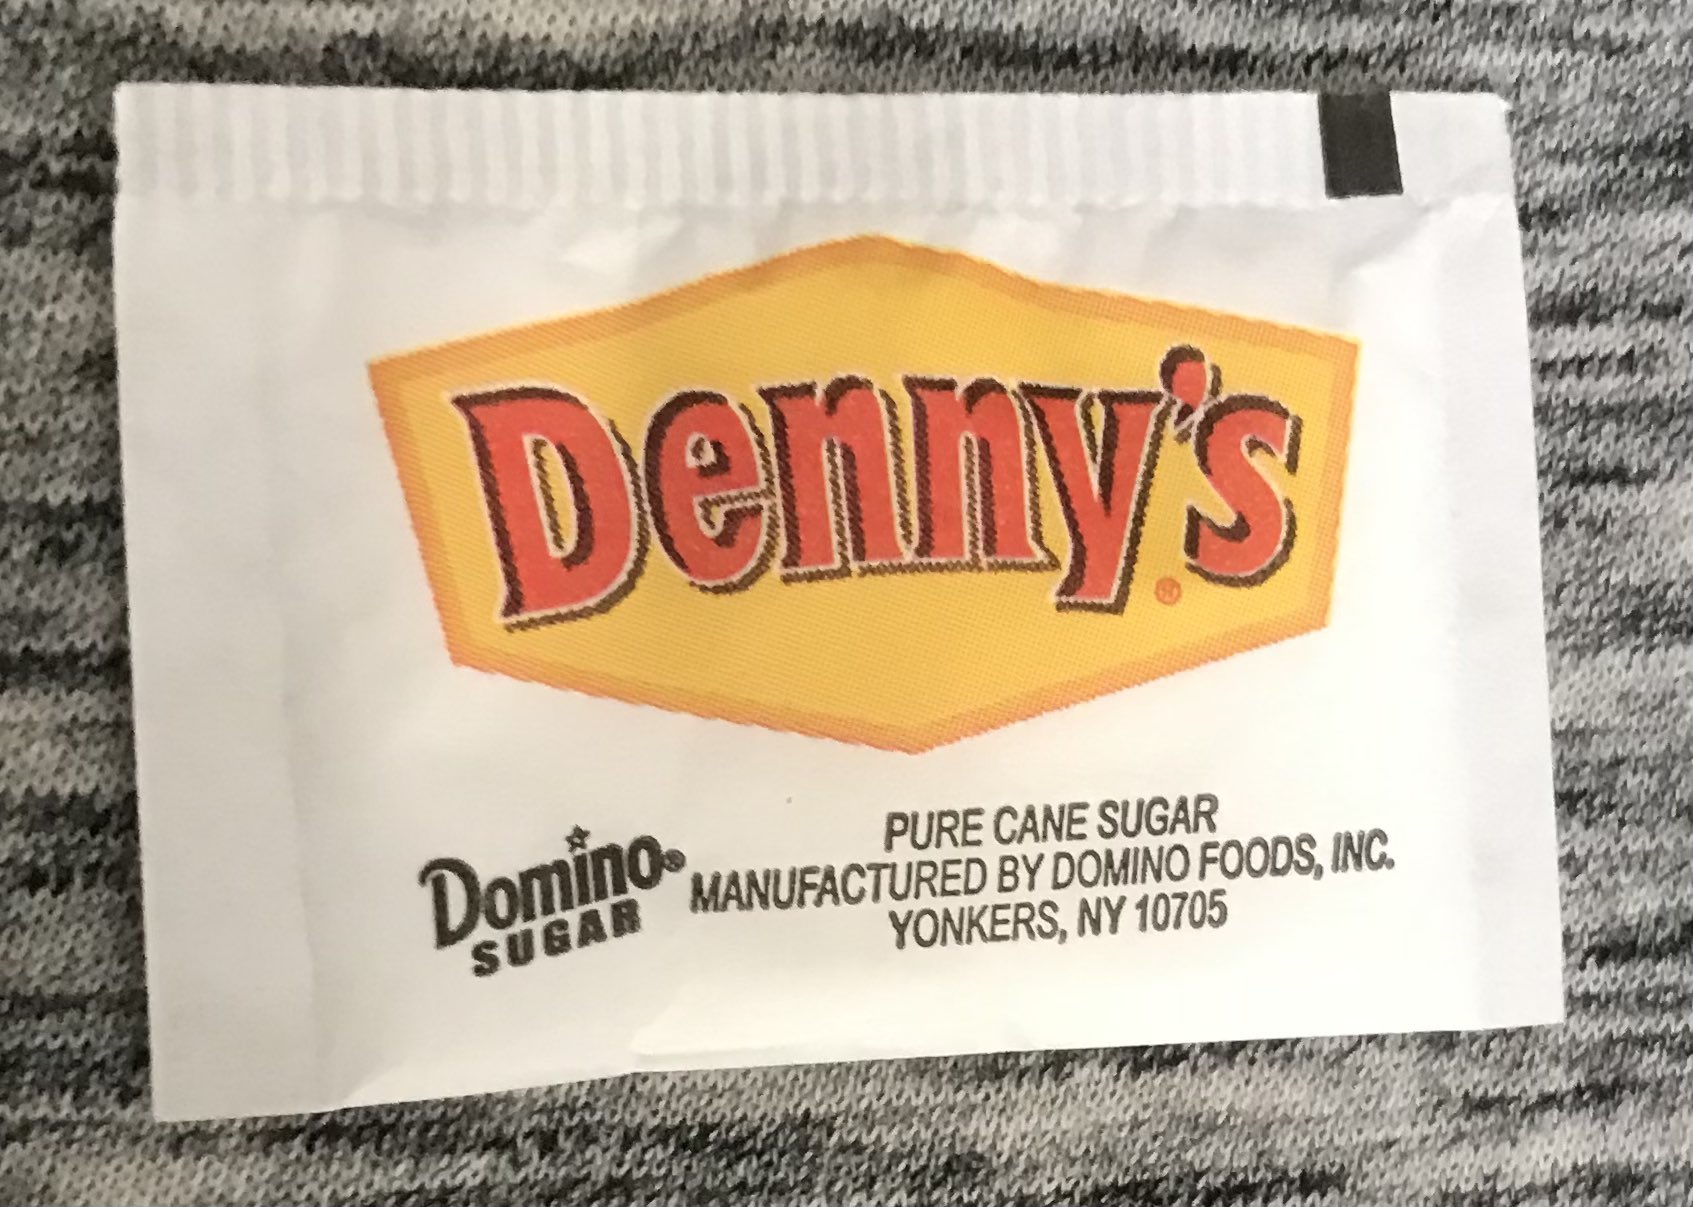 Denny's®
Domino®
SUGAR
PURE CANE SUGAR
MANUFACTURED BY DOMINO FOODS, INC.
YONKERS, NY 10705